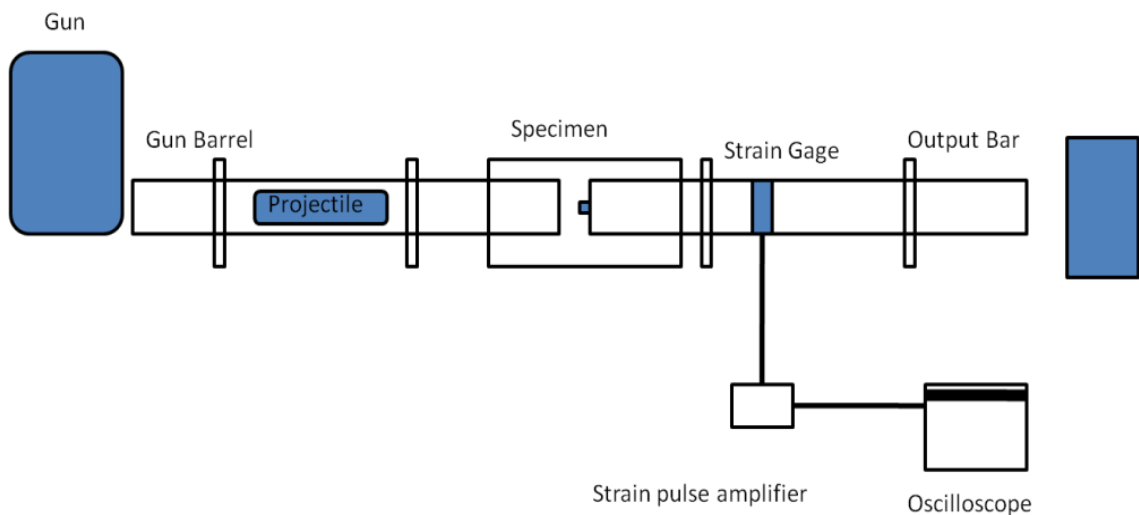 Gun
Gun Barrel
Specimen
Strain Gage
Output Bar
Projectile
Strain pulse amplifier
Oscilloscope